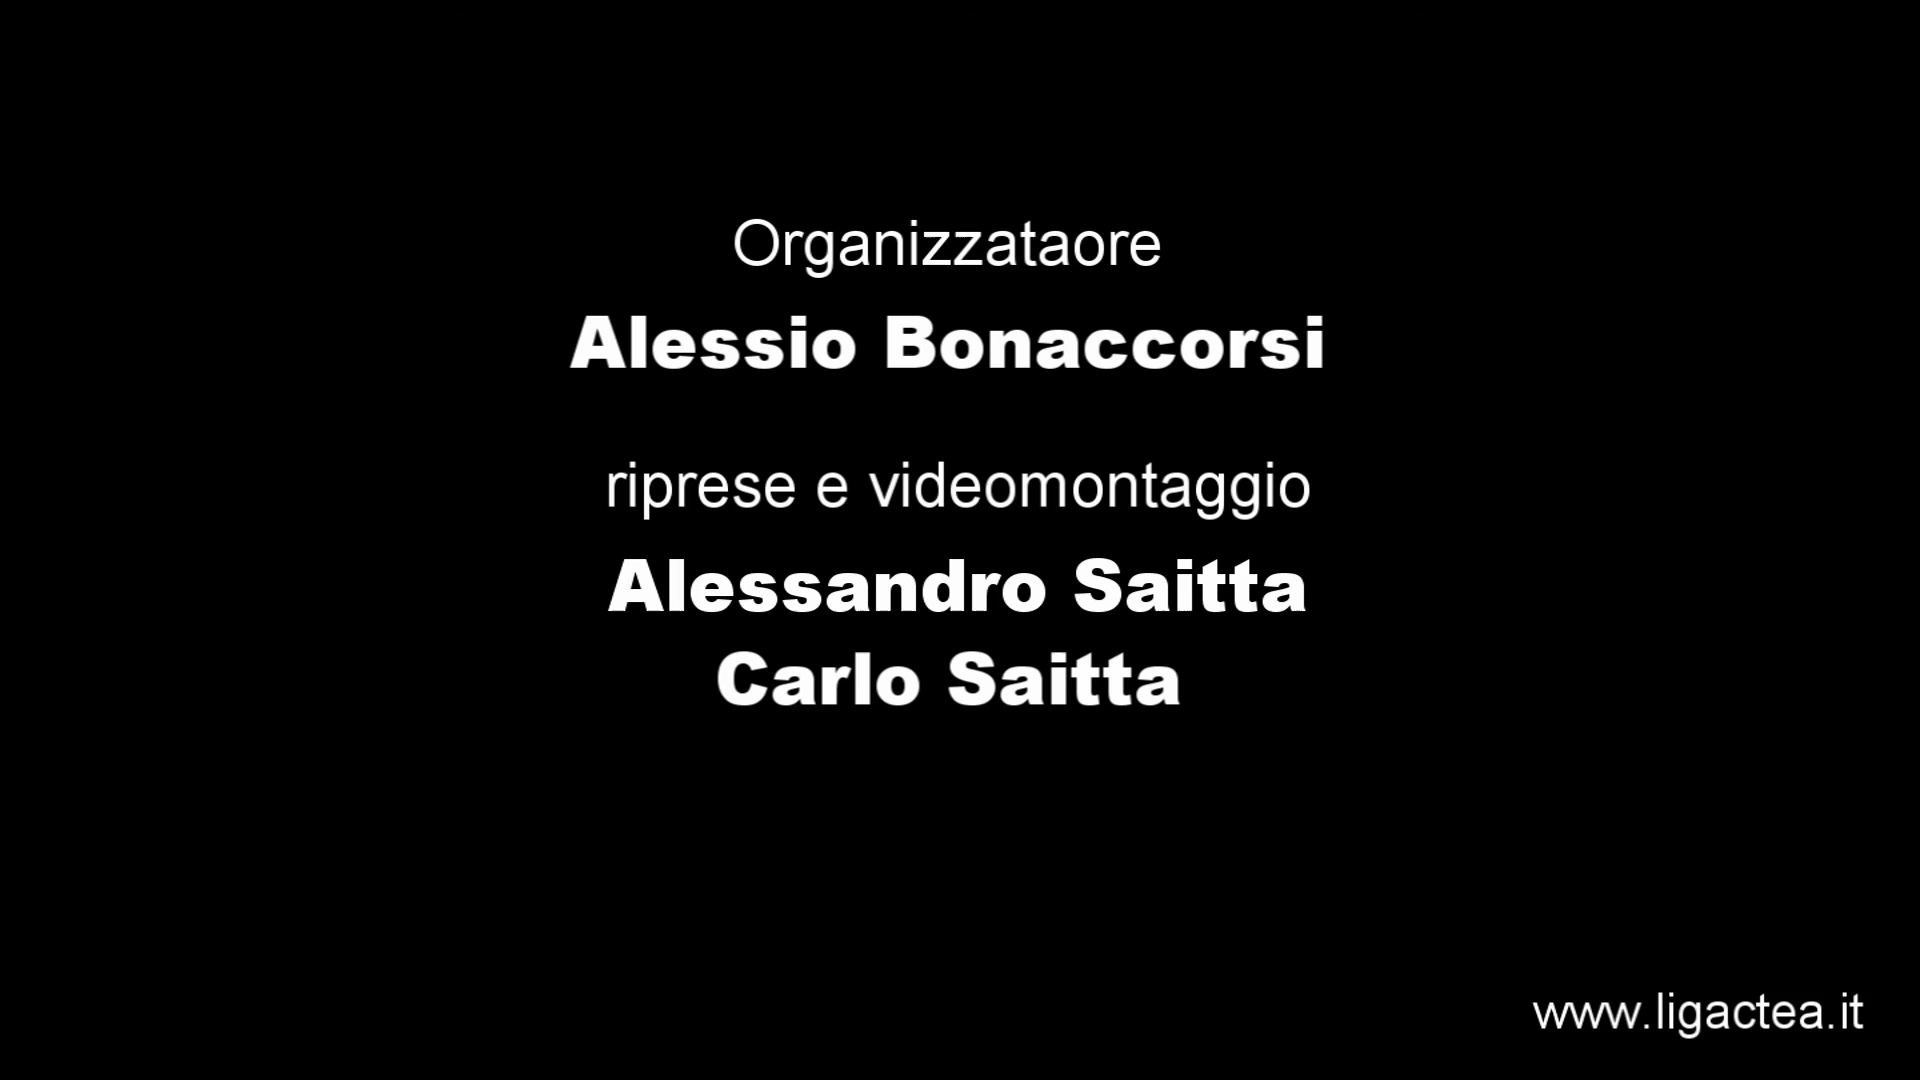 Organizzataore
Alessio Bonaccorsi
riprese e videomontaggio
Alessandro Saitta
Carlo Saitta
www.ligactea.it